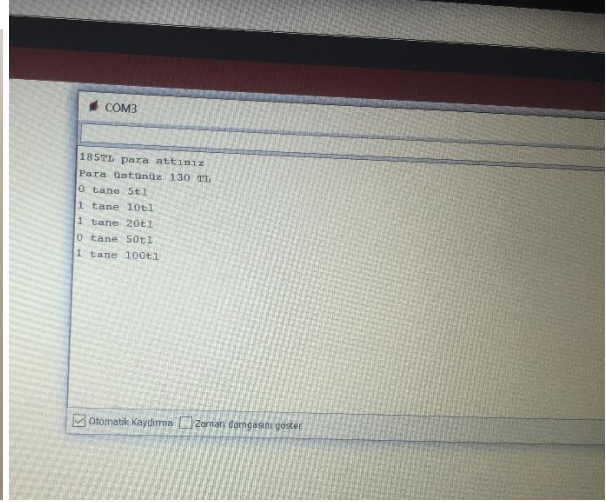 COM3
185TL para attınız
Para üstünüz 130 TL
0 tane 5tl
1 tane 10tl
1 tane 20tl
0 tane 50tl
1 tane 100tl
Otomatik Kaydırma Zaman damgasını göster